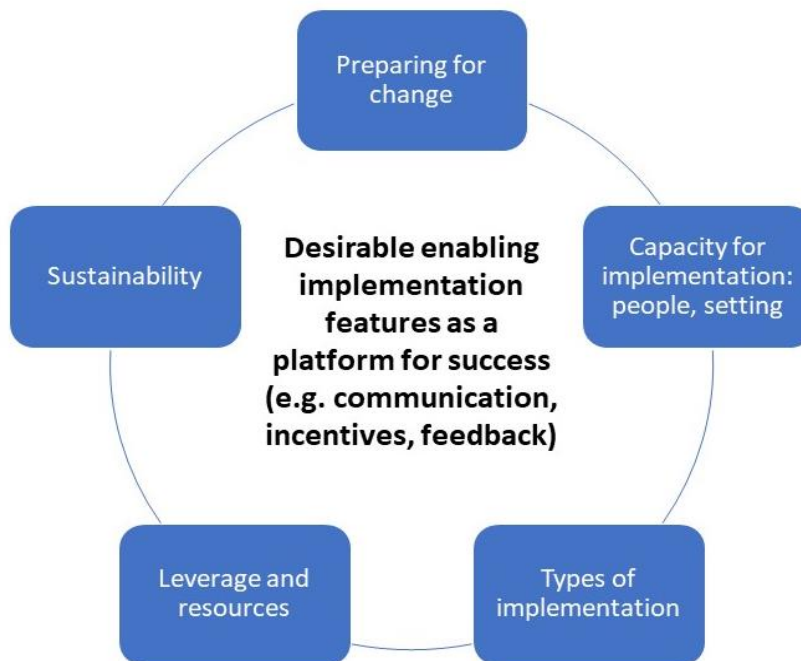 Preparing for
change
Capacity for
implementation:
people, setting
Types of
implementation
Leverage and
resources
Sustainability
Desirable enabling
implementation
features as a
platform for success
(e.g. communication,
incentives, feedback)